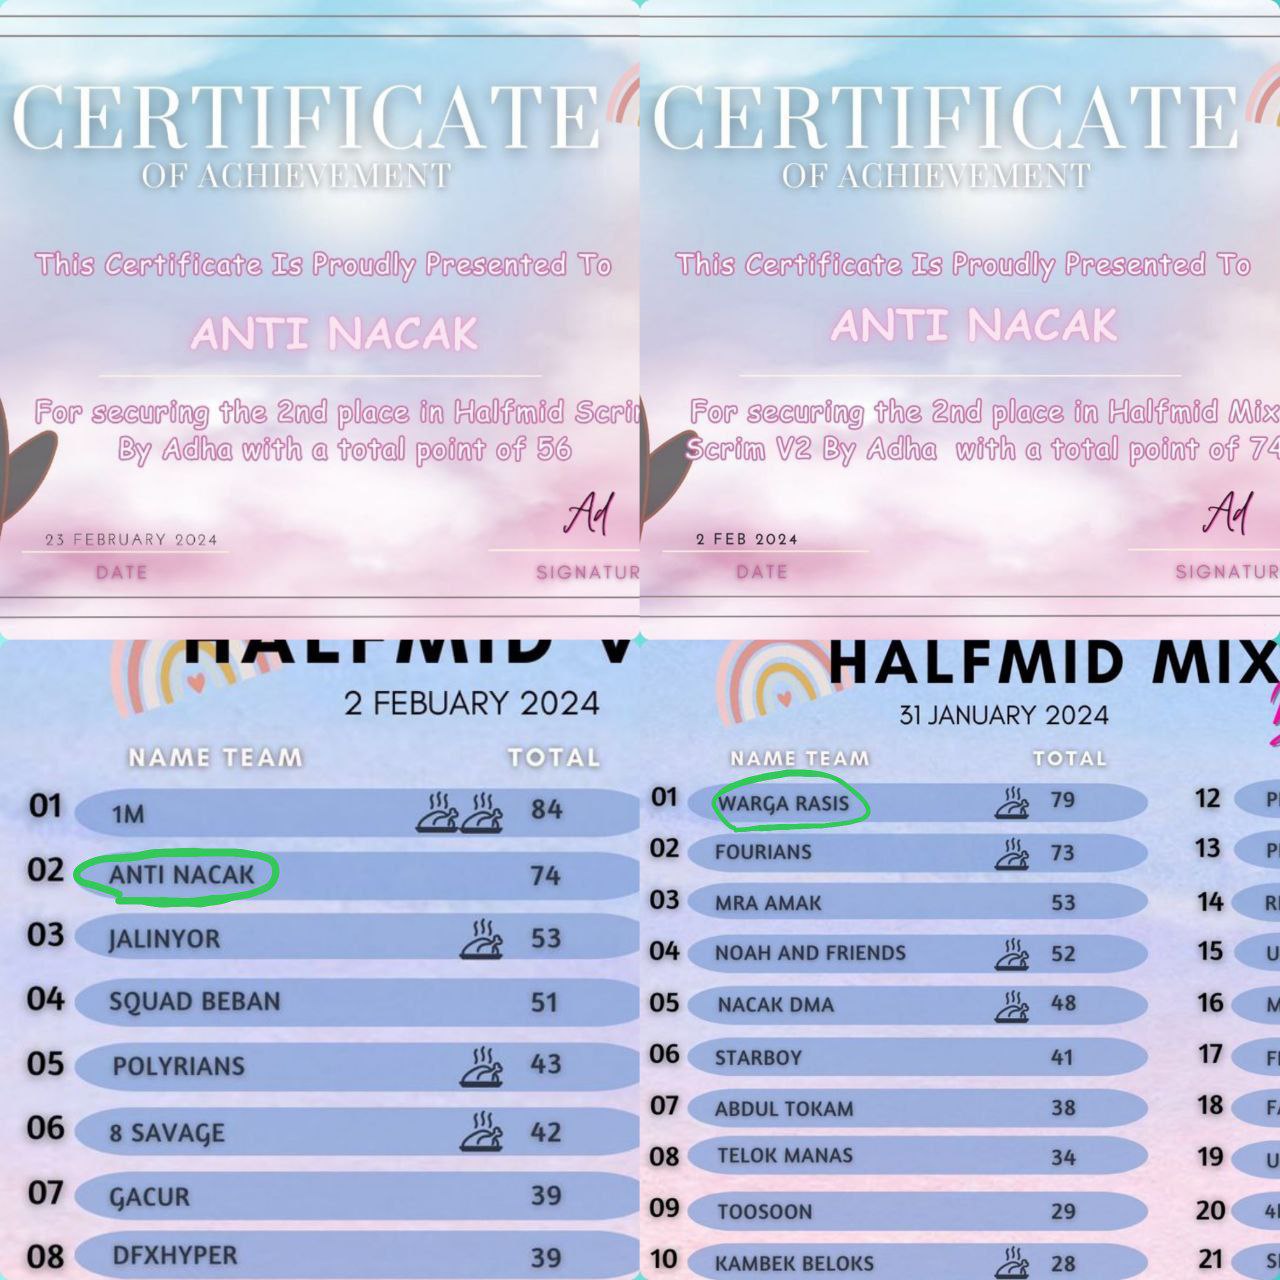 CERTIFICATE
OF ACHIEVEMENT
This Certificate Is Proudly Presented To
ANTI NACAK
For securing the 2nd place in Halfmid
By Adha with a total point of 56
Ad
23 FEBRUARY 2024
DATE
CERTIFICATE
OF ACHIEVEMENT
This Certificate Is Proudly Presented To
ANTI NACAK
For securing the 2nd place in Halfmid Mix
Scrim V2 By Adha with a total point of 74
Ad
2 FEB 2024
DATE
HALFMID V
2 FEBUARY 2024
NAME TEAM TOTAL
01 1M 84
02 ANTI NACAK 74
03 JALINYOR 53
04 SQUAD BEBAN 51
05 POLYRIANS 43
06 8 SAVAGE 42
07 GACUR 39
08 DFXHYPER 39
HALFMID MIX
31 JANUARY 2024
NAME TEAM TOTAL
01 WARGA RASIS 79 12
02 FOURIANS 73 13
03 MRA AMAK 53 14
04 NOAH AND FRIENDS 52 15
05 NACAK DMA 48 16
06 STARBOY 41 17
07 ABDUL TOKAM 38 18
08 TELOK MANAS 34 19
09 TOOSOON 29 20
10 KAMBEK BELOKS 28 21